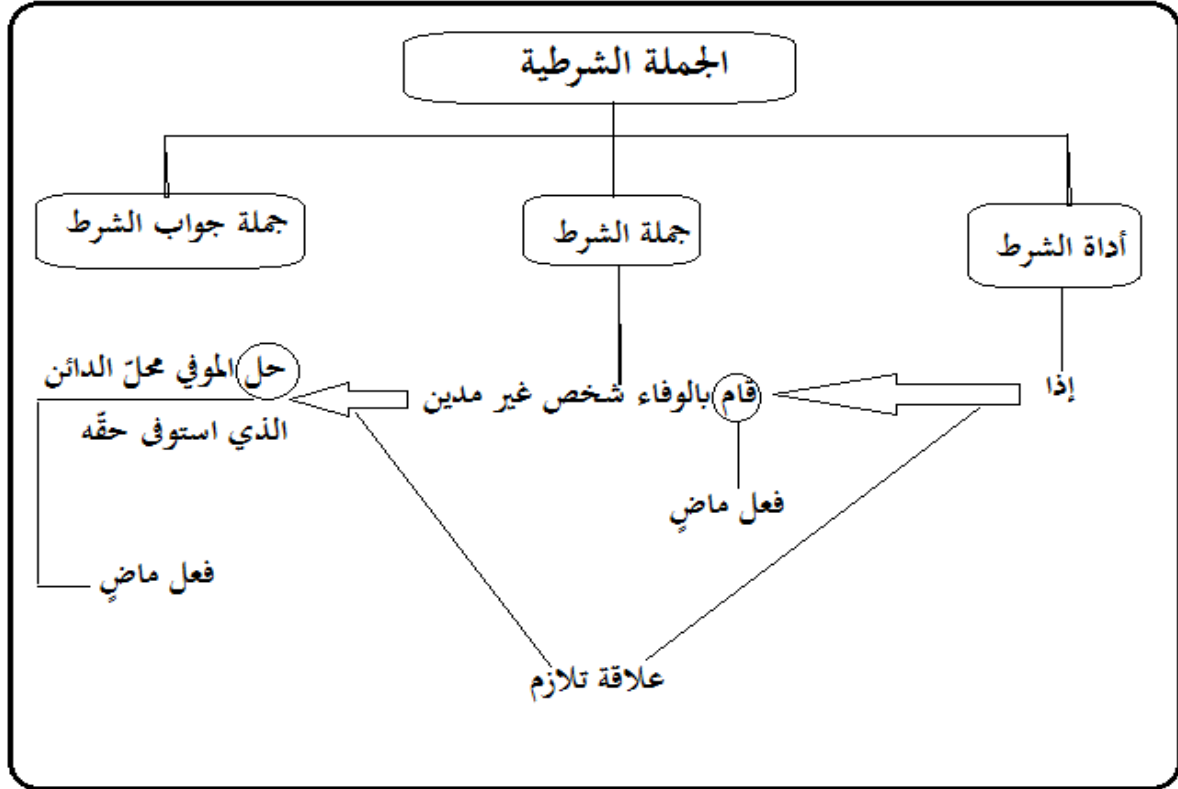 الجملة الشرطية
أداة الشرط
جملة الشرط
جملة جواب الشرط
إذا
قام بالوفاء شخص غير مدين
حل الموفي محلّ الدائن
الذي استوفى حقّه
فعل ماضٍ
فعل ماضٍ
علاقة تلازم